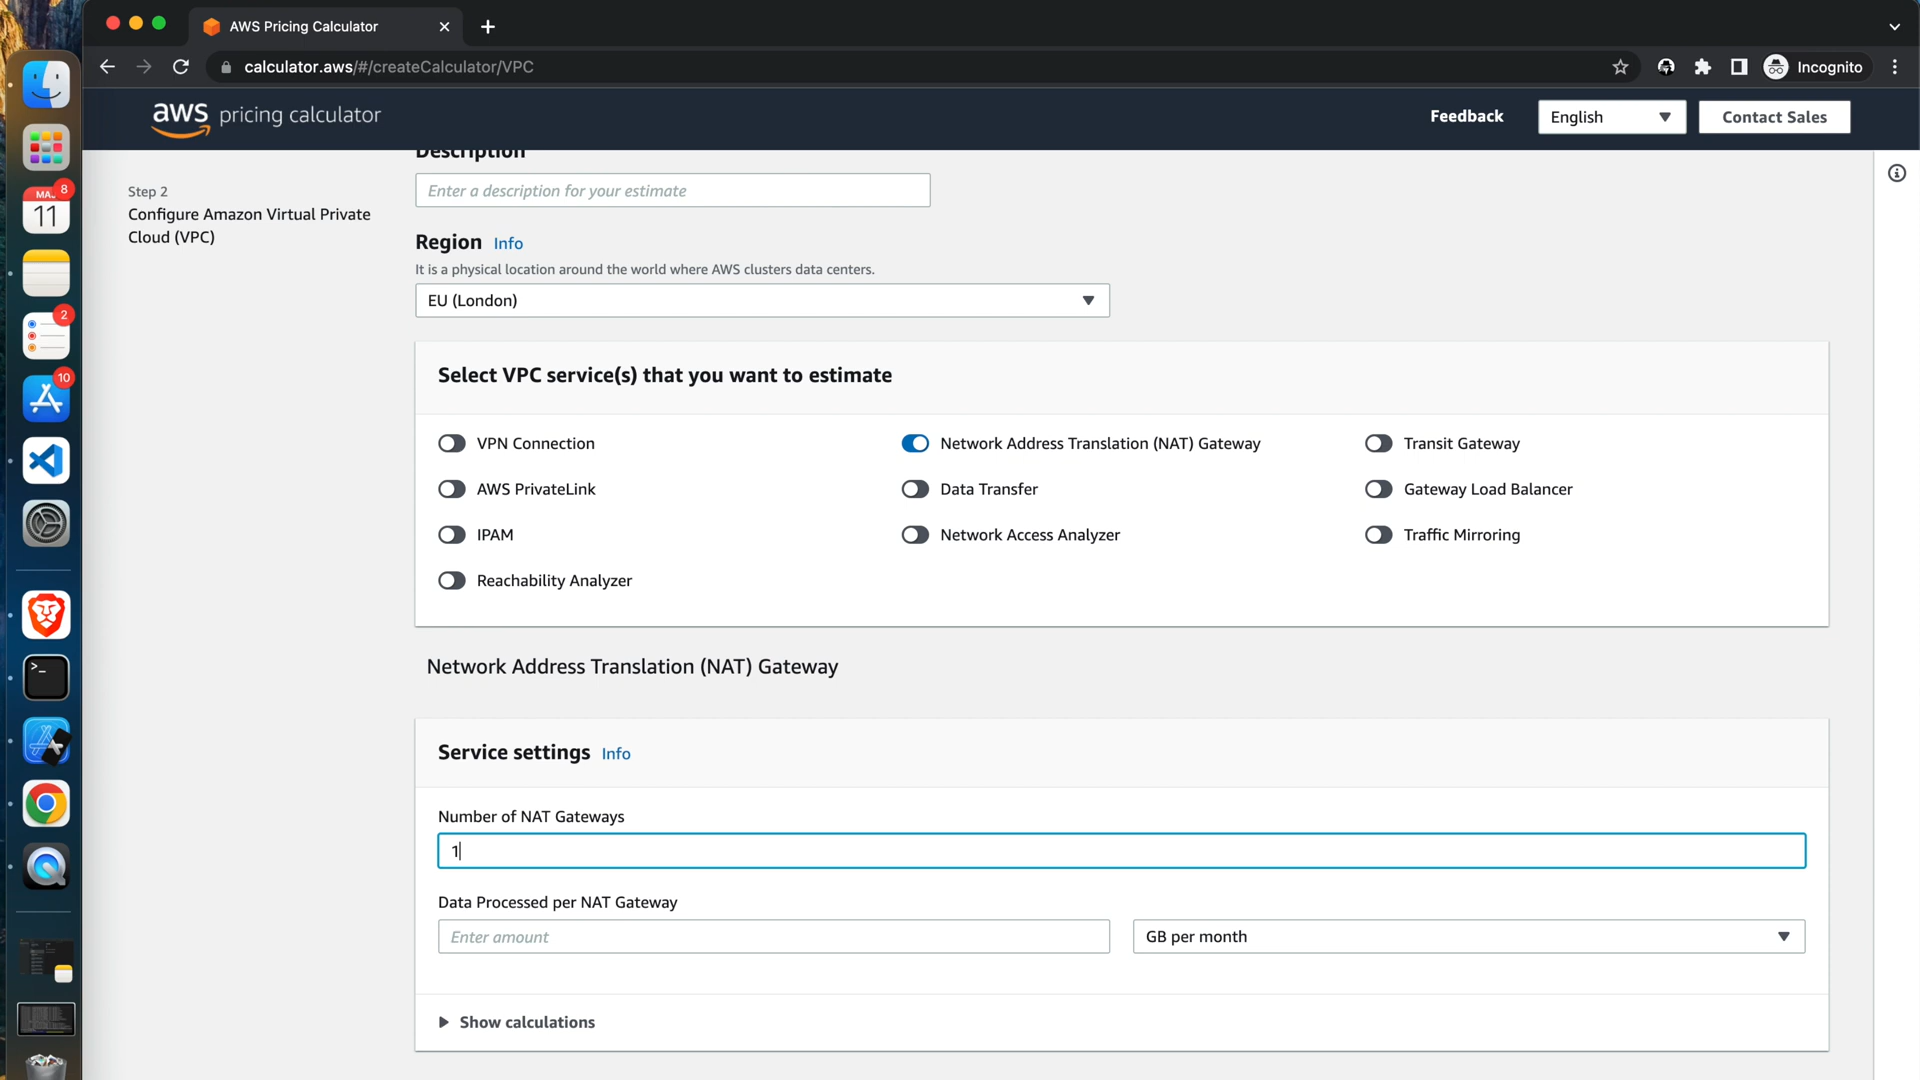 AWS Pricing Calculator
calculator.aws/#/createCalculator/VPC
Incognito
aws pricing calculator
Feedback
English
Contact Sales
Description
Step 2
Configure Amazon Virtual Private
Cloud (VPC)
Enter a description for your estimate
Region Info
It is a physical location around the world where AWS clusters data centers.
EU (London)
Select VPC service(s) that you want to estimate
VPN Connection
Network Address Translation (NAT) Gateway
Transit Gateway
AWS PrivateLink
Data Transfer
Gateway Load Balancer
IPAM
Network Access Analyzer
Traffic Mirroring
Reachability Analyzer
Network Address Translation (NAT) Gateway
Service settings Info
Number of NAT Gateways
1
Data Processed per NAT Gateway
Enter amount
GB per month
Show calculations
8
11
2
10
>_